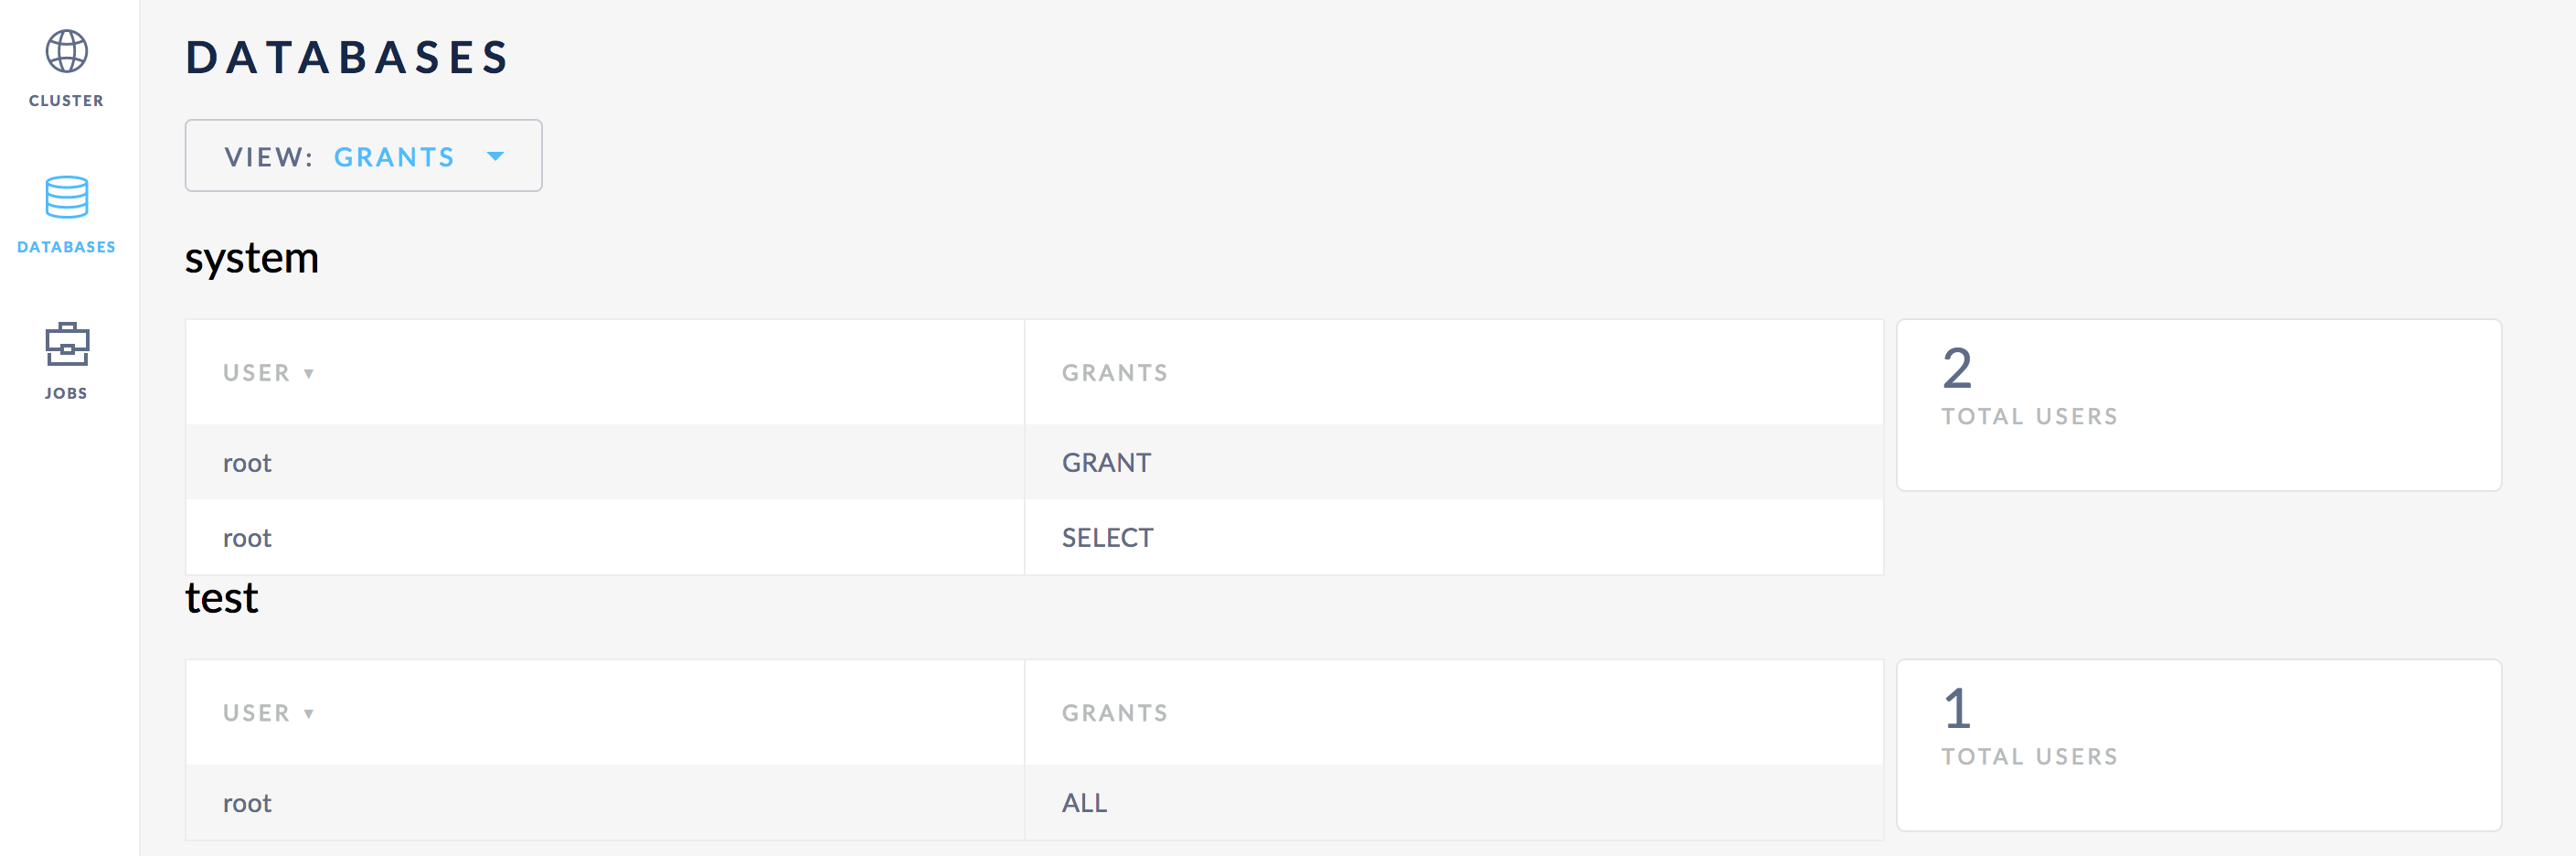 CLUSTER
DATABASES
JOBS
DATABASES
VIEW: GRANTS
system
USER ▼ GRANTS
root GRANT
root SELECT
2
TOTAL USERS
test
USER ▼ GRANTS
root ALL
1
TOTAL USERS